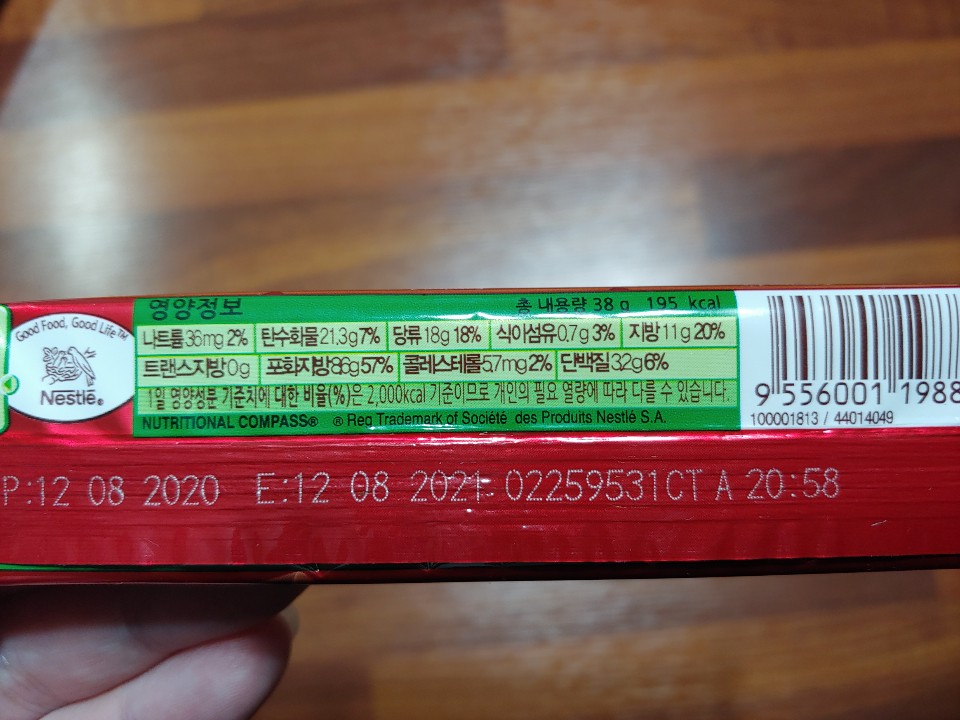 Good Food, Good Life™
Nestlé®
영양정보 총 내용량 38 g 195 kcal
나트륨 36mg 2% 탄수화물 21.3g 7% 당류 18g 18% 식이섬유 0.7g 3% 지방 11g 20%
트랜스지방 0g 포화지방 8.6g 57% 콜레스테롤 5.7mg 2% 단백질 3.2g 6%
1일 영양성분 기준치에 대한 비율(%)은 2,000kcal 기준이므로 개인의 필요 열량에 따라 다를 수 있습니다.
NUTRITIONAL COMPASS® ® Reg Trademark of Société des Produits Nestlé S.A.
9 556001 1988
100001813 / 44014049
P:12 08 2020 E:12 08 2021 02259531CT A 20:58